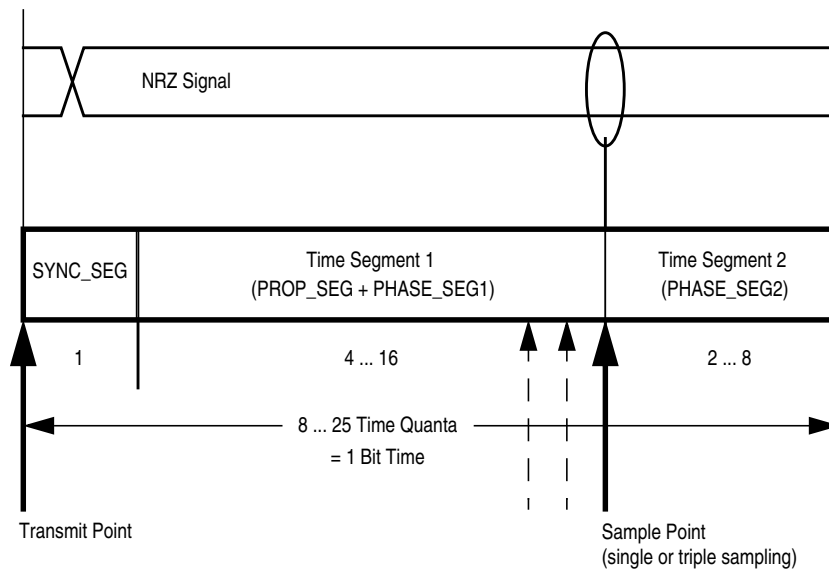 NRZ Signal
SYNC_SEG
Time Segment 1
(PROP_SEG + PHASE_SEG1)
Time Segment 2
(PHASE_SEG2)
1
4 ... 16
2 ... 8
8 ... 25 Time Quanta
= 1 Bit Time
Transmit Point
Sample Point
(single or triple sampling)